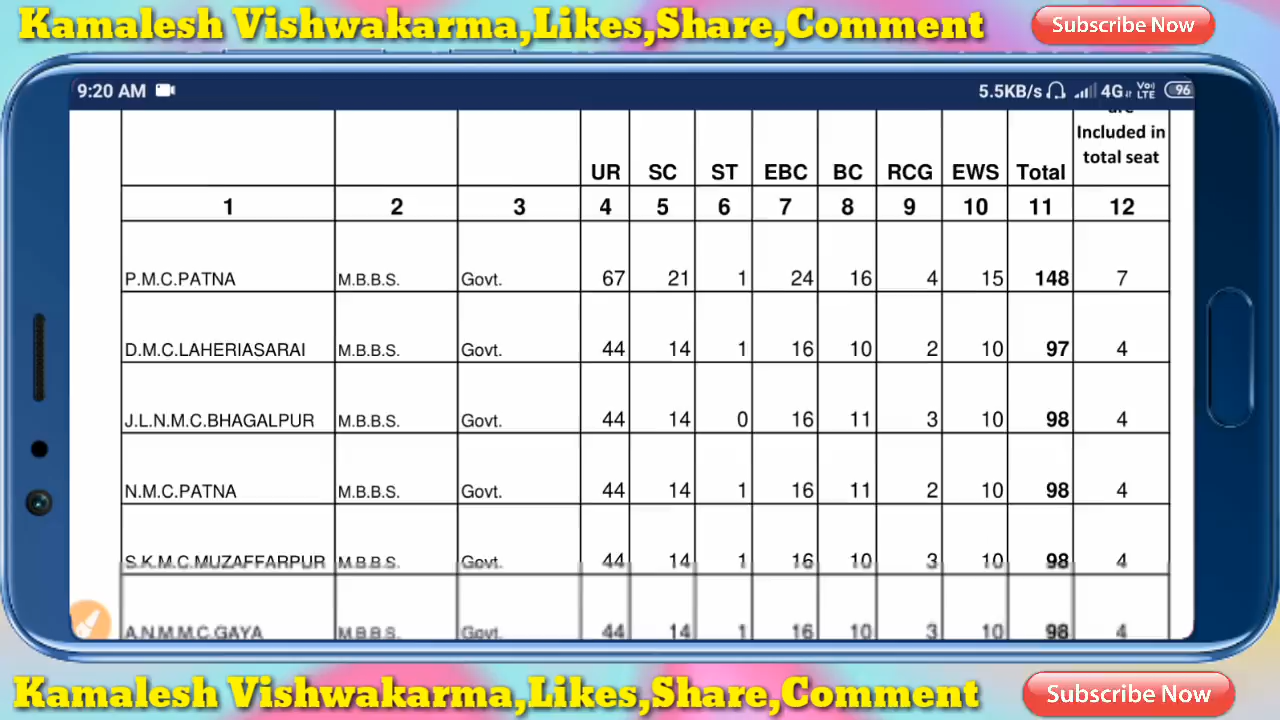 Kamalesh Vishwakarma,Likes,Share,Comment Subscribe Now
9:20 AM 5.5KB/s 4G Vo) LTE 96
are
Included in
total seat
UR SC ST EBC BC RCG EWS Total
1 2 3 4 5 6 7 8 9 10 11 12
P.M.C.PATNA M.B.B.S. Govt. 67 21 1 24 16 4 15 148 7
D.M.C.LAHERIASARAI M.B.B.S. Govt. 44 14 1 16 10 2 10 97 4
J.L.N.M.C.BHAGALPUR M.B.B.S. Govt. 44 14 0 16 11 3 10 98 4
N.M.C.PATNA M.B.B.S. Govt. 44 14 1 16 11 2 10 98 4
S.K.M.C.MUZAFFARPUR M.B.B.S. Govt. 44 14 1 16 10 3 10 98 4
A.N.M.M.C.GAYA M.B.B.S. Govt. 44 14 1 16 10 3 10 98 4
Kamalesh Vishwakarma,Likes,Share,Comment Subscribe Now